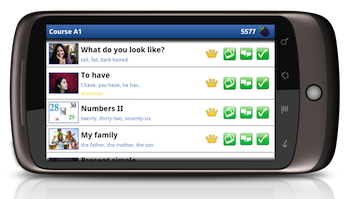 Course A1 5577
What do you look like?
tall, fat, dark-haired
To have
I have, you have, he has..
Numbers II
28 30
29
twenty, thirty-two, seventy-six
My family
the father, the mother, the son
Present simple